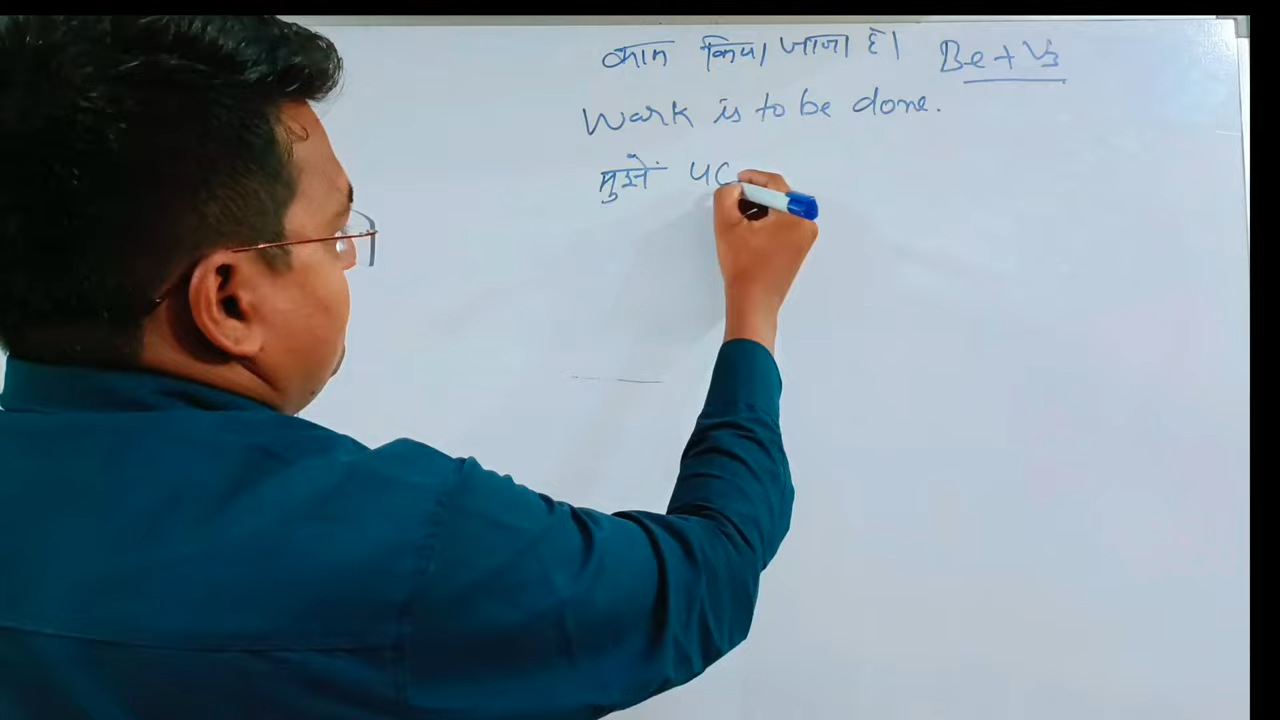 काम किया जाना है। Be + V3
Work is to be done.
मुझे